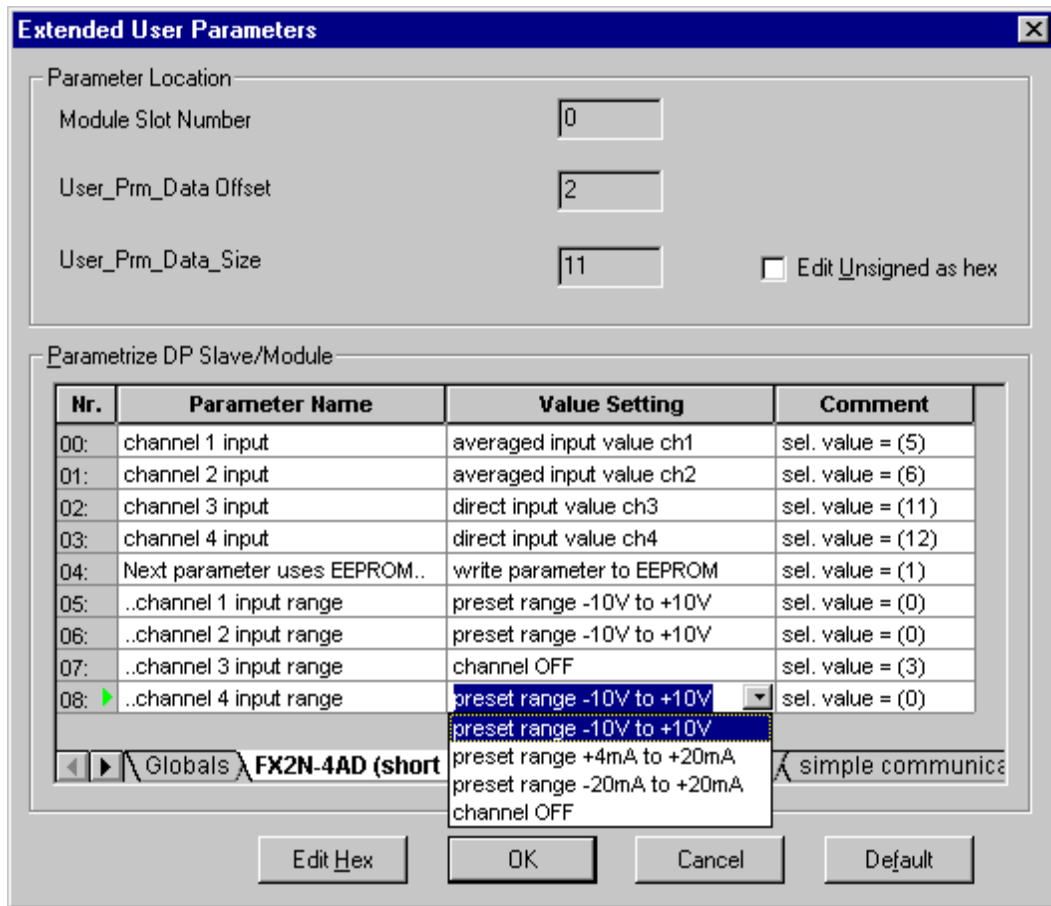 Extended User Parameters
Parameter Location
Module Slot Number 0
User_Prm_Data Offset 2
User_Prm_Data_Size 11 Edit Unsigned as hex
Parametrize DP Slave/Module
Nr. Parameter Name Value Setting Comment
00: channel 1 input averaged input value ch1 sel. value = (5)
01: channel 2 input averaged input value ch2 sel. value = (6)
02: channel 3 input direct input value ch3 sel. value = (11)
03: channel 4 input direct input value ch4 sel. value = (12)
04: Next parameter uses EEPROM.. write parameter to EEPROM sel. value = (1)
05: ..channel 1 input range preset range -10V to +10V sel. value = (0)
06: ..channel 2 input range preset range -10V to +10V sel. value = (0)
07: ..channel 3 input range channel OFF sel. value = (3)
08: ..channel 4 input range preset range -10V to +10V sel. value = (0)
preset range -10V to +10V
preset range +4mA to +20mA
preset range -20mA to +20mA
channel OFF
Globals FX2N-4AD (short simple communica
Edit Hex OK Cancel Default